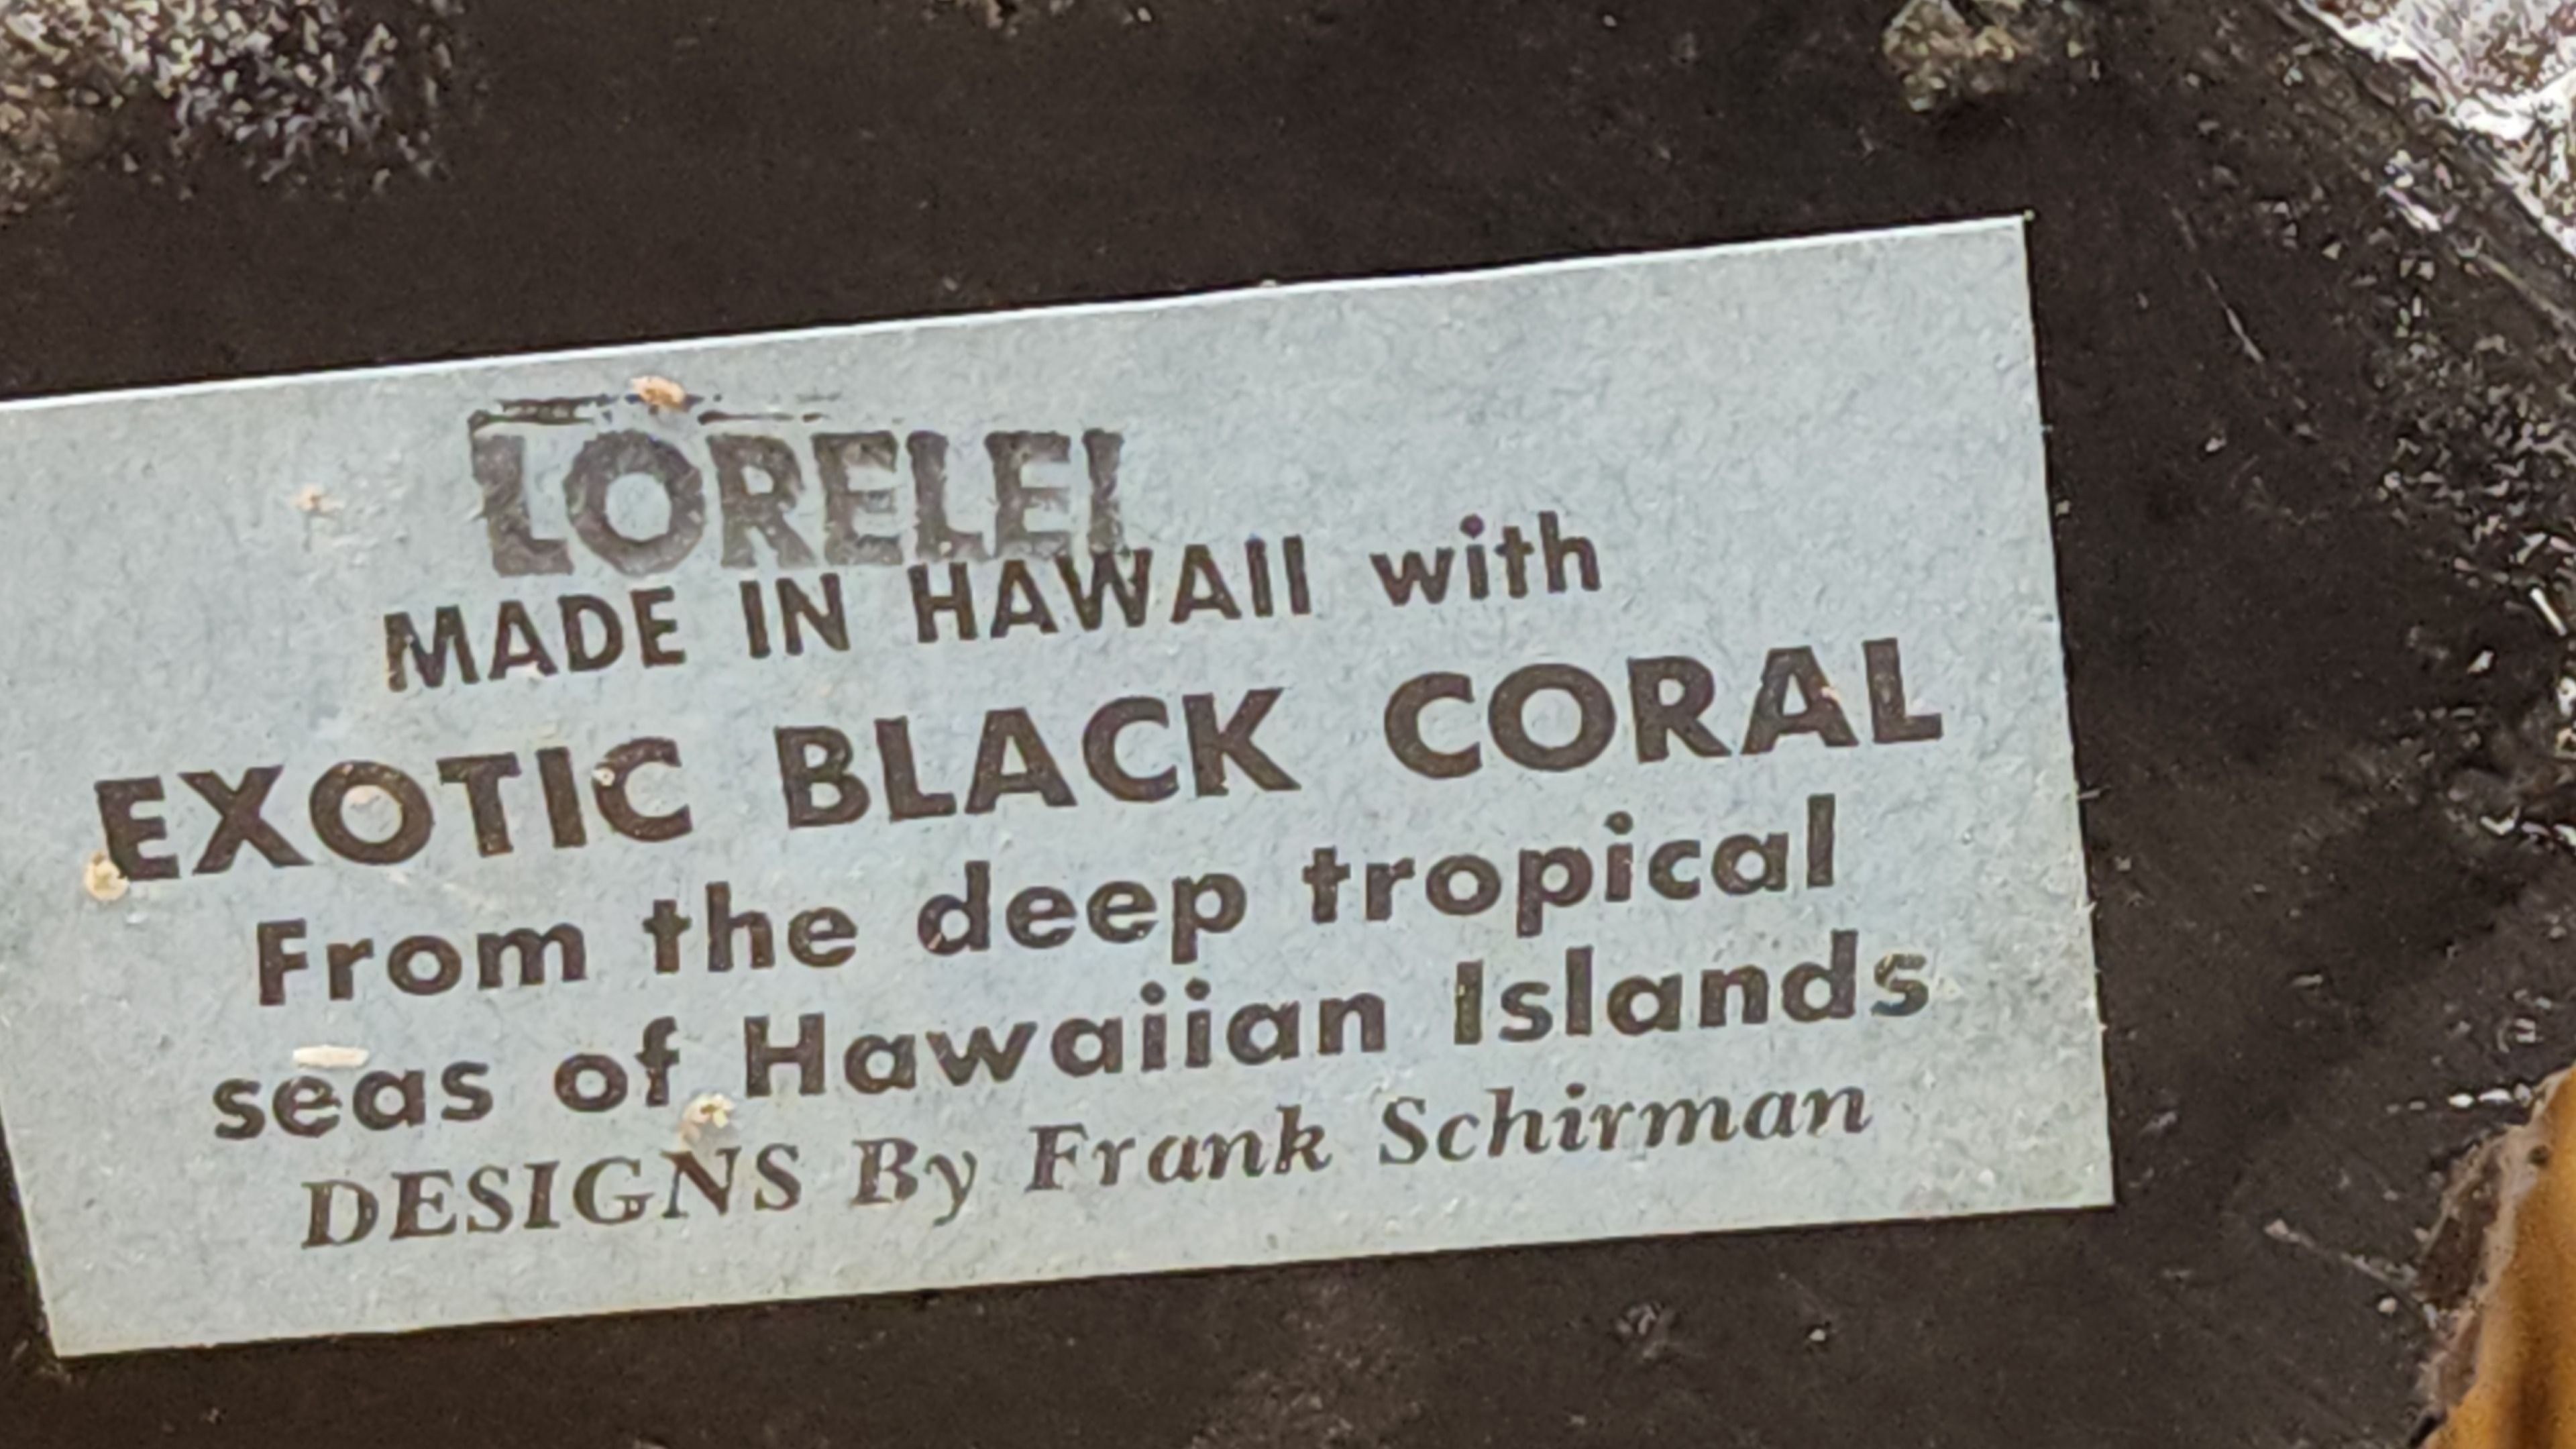 LORELEI
MADE IN HAWAII with
EXOTIC BLACK CORAL
From the deep tropical
seas of Hawaiian Islands
DESIGNS By Frank Schirman